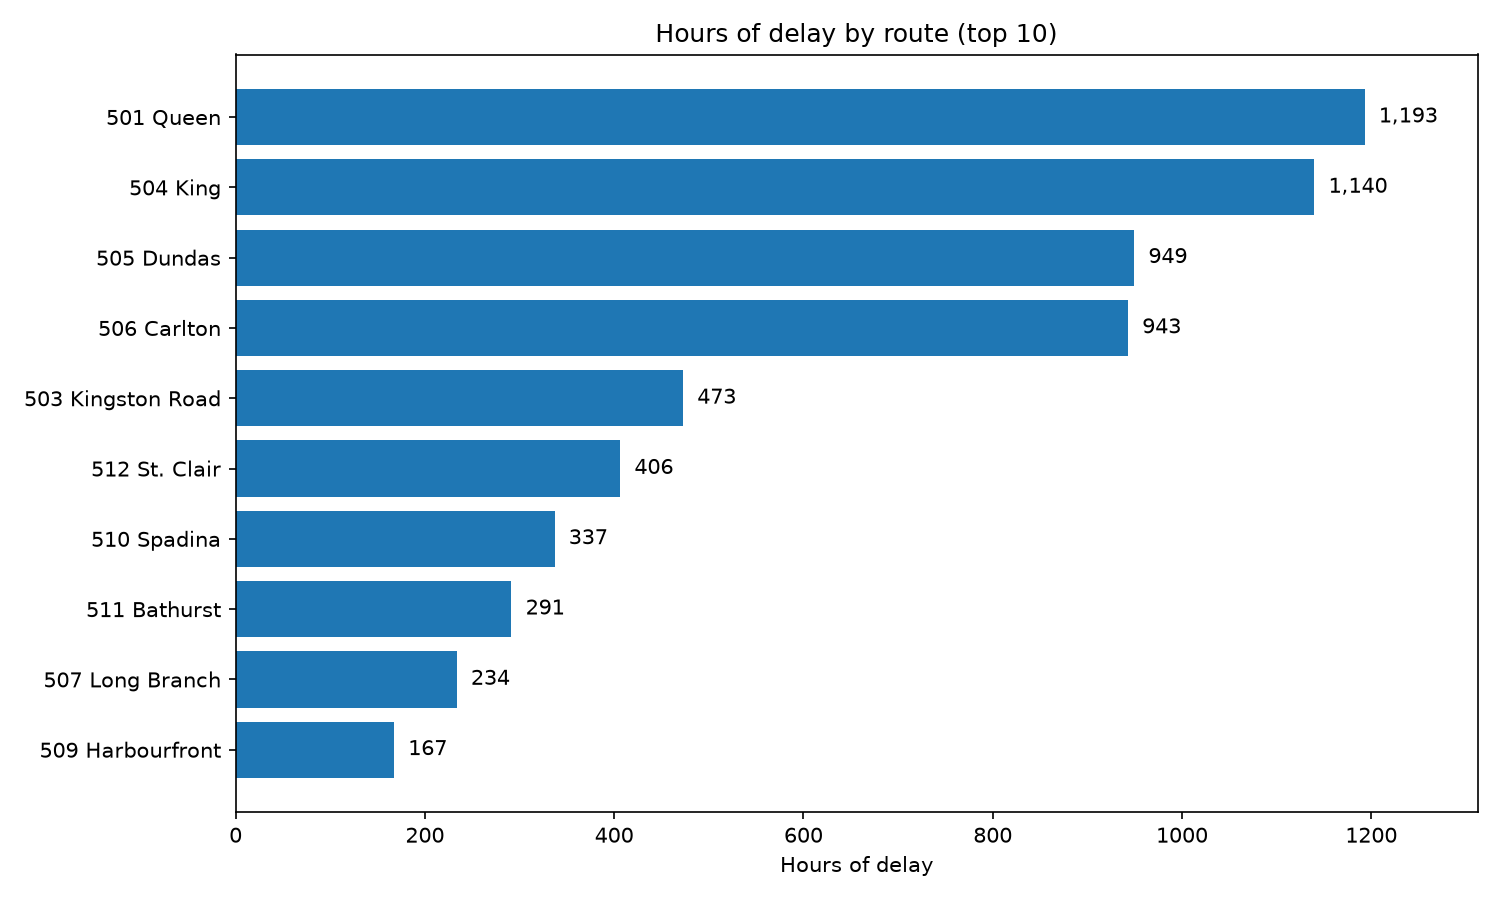 Hours of delay by route (top 10)
501 Queen 1,193
504 King 1,140
505 Dundas 949
506 Carlton 943
503 Kingston Road 473
512 St. Clair 406
510 Spadina 337
511 Bathurst 291
507 Long Branch 234
509 Harbourfront 167
0 200 400 600 800 1000 1200
Hours of delay